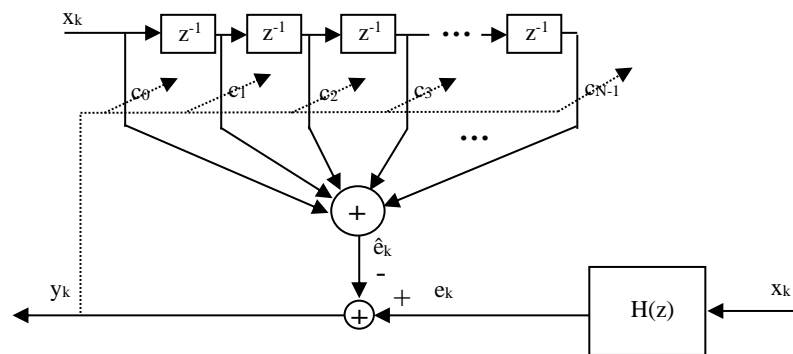 xₖ
z⁻¹ z⁻¹ z⁻¹ ••• z⁻¹
c₀ c₁ c₂ c₃ cN-1
•••
+
êₖ
-
yₖ + eₖ xₖ
+ H(z)